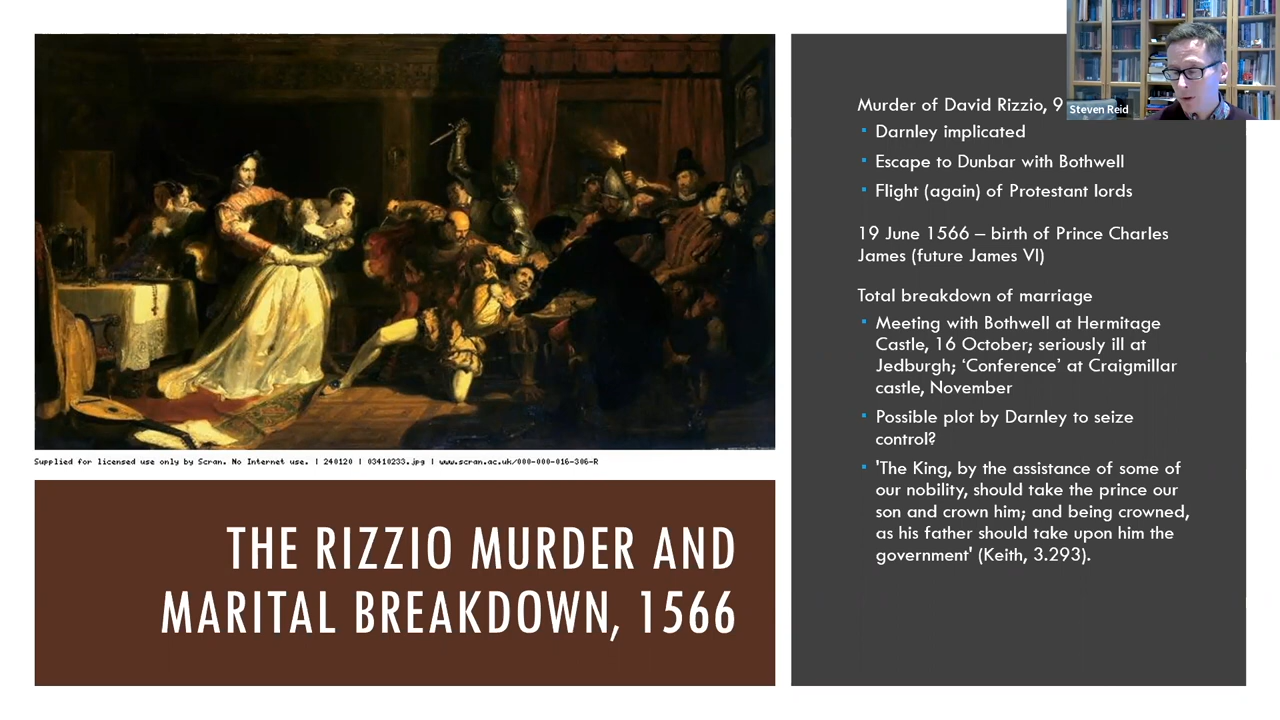 Steven Reid
Murder of David Rizzio, 9
▪ Darnley implicated
▪ Escape to Dunbar with Bothwell
▪ Flight (again) of Protestant lords
19 June 1566 – birth of Prince Charles
James (future James VI)
Total breakdown of marriage
▪ Meeting with Bothwell at Hermitage
Castle, 16 October; seriously ill at
Jedburgh; ‘Conference’ at Craigmillar
castle, November
▪ Possible plot by Darnley to seize
control?
▪ 'The King, by the assistance of some of
our nobility, should take the prince our
son and crown him; and being crowned,
as his father should take upon him the
government' (Keith, 3.293).
Supplied for licensed use only by Scran. No Internet use. | 240120 | 03410233.jpg | www.scran.ac.uk/000-000-016-306-R
THE RIZZIO MURDER AND
MARITAL BREAKDOWN, 1566